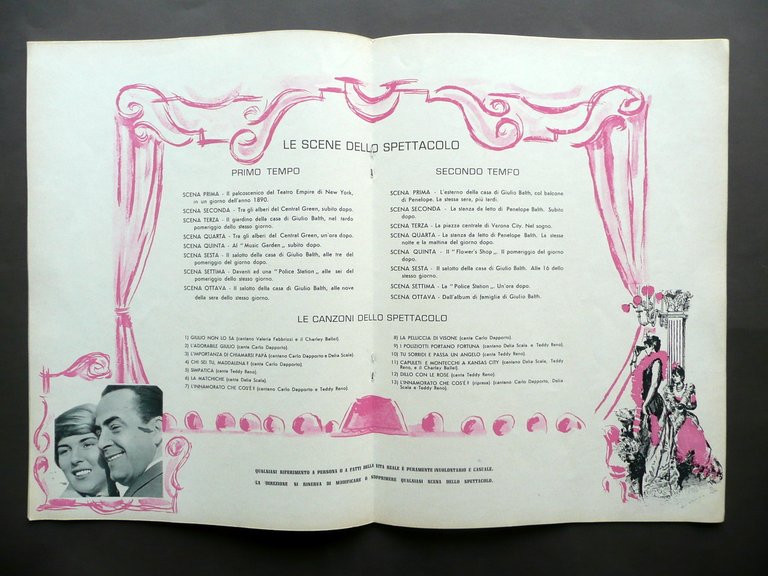 LE SCENE DELLO SPETTACOLO
PRIMO TEMPO
SCENA PRIMA - Il palcoscenico del Teatro Empire di New York,
in un giorno dell'anno 1890.
SCENA SECONDA - Tra gli alberi del Central Green, subito dopo.
SCENA TERZA - Il giardino della casa di Giulio Balth, nel tardo
pomeriggio dello stesso giorno.
SCENA QUARTA - Tra gli alberi del Central Green, un'ora dopo.
SCENA QUINTA - Al "Music Garden„ subito dopo.
SCENA SESTA - Il salotto della casa di Giulio Balth, alle tre del
pomeriggio del giorno dopo.
SCENA SETTIMA - Davanti ad una "Police Station„ alle sei del
pomeriggio dello stesso giorno.
SCENA OTTAVA - Il salotto della casa di Giulio Balth, alle nove
della sera dello stesso giorno.
SECONDO TEMPO
SCENA PRIMA - L'esterno della casa di Giulio Balth, col balcone
di Penelope. La stessa sera, più tardi.
SCENA SECONDA - La stanza da letto di Penelope Balth. Subito
dopo.
SCENA TERZA - La piazza centrale di Varona City. Nel sogno.
SCENA QUARTA - La stanza da letto di Penelope Balth. La stessa
notte e la mattina del giorno dopo.
SCENA QUINTA - Il "Flower's Shop„. Il pomeriggio del giorno
dopo.
SCENA SESTA - Il salotto della casa di Giulio Balth. Alle 16 dello
stesso giorno.
SCENA SETTIMA - La "Police Station„. Un'ora dopo.
SCENA OTTAVA - Dall'album di famiglia di Giulio Balth.
LE CANZONI DELLO SPETTACOLO
1) GIULIO NON LO SA (cantano Valeria Fabbrizzi e il Charley Ballet).
2) L'ADORABILE GIULIO (canta Carlo Dapporto).
3) L'IMPORTANZA DI CHIAMARSI PAPÀ (cantano Carlo Dapporto e Delia Scala).
4) CHI SEI TU, MADDALENA? (canta Carlo Dapporto).
5) SIMPATICA (canta Teddy Reno).
6) LA MATCHICHE (canta Delia Scala).
7) L'INNAMORATO CHE COS'È? (cantano Carlo Dapporto e Teddy Reno).
8) LA PELLICCIA DI VISONE (canta Carlo Dapporto).
9) I POLIZIOTTI PORTANO FORTUNA (cantano Delia Scala e Teddy Reno).
10) TU SORRIDI E PASSA UN ANGELO (canta Teddy Reno).
11) CAPULETI E MONTECCHI A KANSAS CITY (cantano Delia Scala, Teddy
Reno, e il Charley Ballet).
12) DILLO CON LE ROSE (canta Teddy Reno).
13) L'INNAMORATO CHE COS'È? (ripresa) (cantano Carlo Dapporto, Delia
Scala e Teddy Reno).
QUALSIASI RIFERIMENTO A PERSONA O A FATTI DELLA VITA REALE È PURAMENTE INVOLONTARIO E CASUALE.
LA DIREZIONE SI RISERVA DI MODIFICARE O SOPPRIMERE QUALSIASI SCENA DELLO SPETTACOLO.